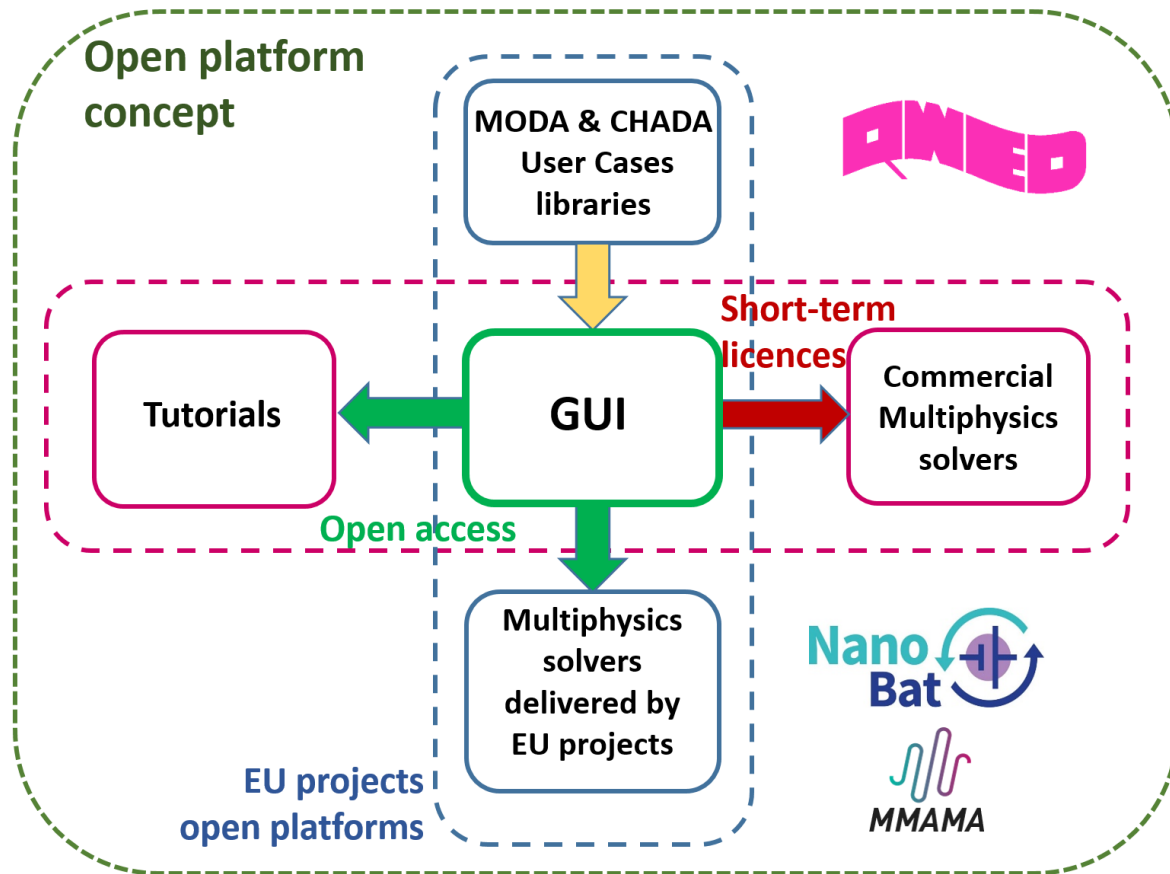 Open platform
concept
MODA & CHADA
User Cases
libraries
QWED
Short-term
licences
Tutorials
GUI
Commercial
Multiphysics
solvers
Open access
Multiphysics
solvers
delivered by
EU projects
Nano
Bat
EU projects
open platforms
MMAMA